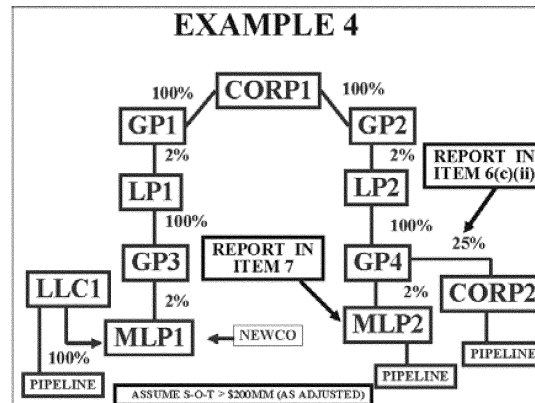 EXAMPLE 4
100%
CORP1
100%
GP1
GP2
2%
2%
REPORT IN
ITEM 6(c)(ii)
LP1
LP2
100%
100%
25%
REPORT IN
ITEM 7
GP3
GP4
LLC1
2%
2%
CORP2
MLP1
NEWCO
MLP2
100%
PIPELINE
PIPELINE
PIPELINE
ASSUME S-O-T > $200MM (AS ADJUSTED)